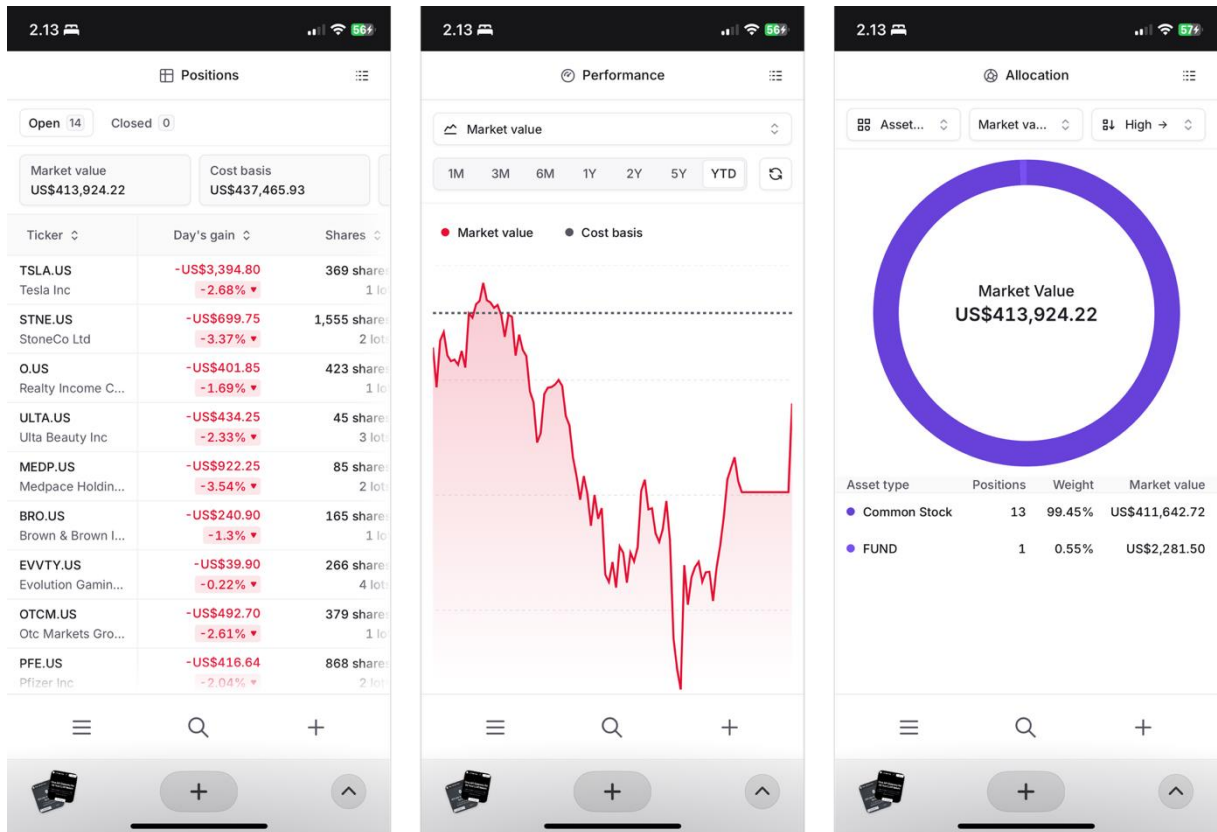 2.13
56
Positions
Open 14 Closed 0
Market value
US$413,924.22
Cost basis
US$437,465.93
Ticker Day's gain Shares
TSLA.US -US$3,394.80 369 share
Tesla Inc -2.68% 1 lo
STNE.US -US$699.75 1,555 share
StoneCo Ltd -3.37% 2 lot
O.US -US$401.85 423 share
Realty Income C... -1.69% 1 lo
ULTA.US -US$434.25 45 share
Ulta Beauty Inc -2.33% 3 lot
MEDP.US -US$922.25 85 share
Medpace Holdin... -3.54% 2 lot
BRO.US -US$240.90 165 share
Brown & Brown I... -1.3% 1 lo
EVVTY.US -US$39.90 266 share
Evolution Gamin... -0.22% 4 lot
OTCM.US -US$492.70 379 share
Otc Markets Gro... -2.61% 1 lo
PFE.US -US$416.64 868 share
Pfizer Inc -2.04% 2 lot
2.13
56
Performance
Market value
1M 3M 6M 1Y 2Y 5Y YTD
Market value Cost basis
2.13
57
Allocation
Asset... Market va... High →
Market Value
US$413,924.22
Asset type Positions Weight Market value
Common Stock 13 99.45% US$411,642.72
FUND 1 0.55% US$2,281.50